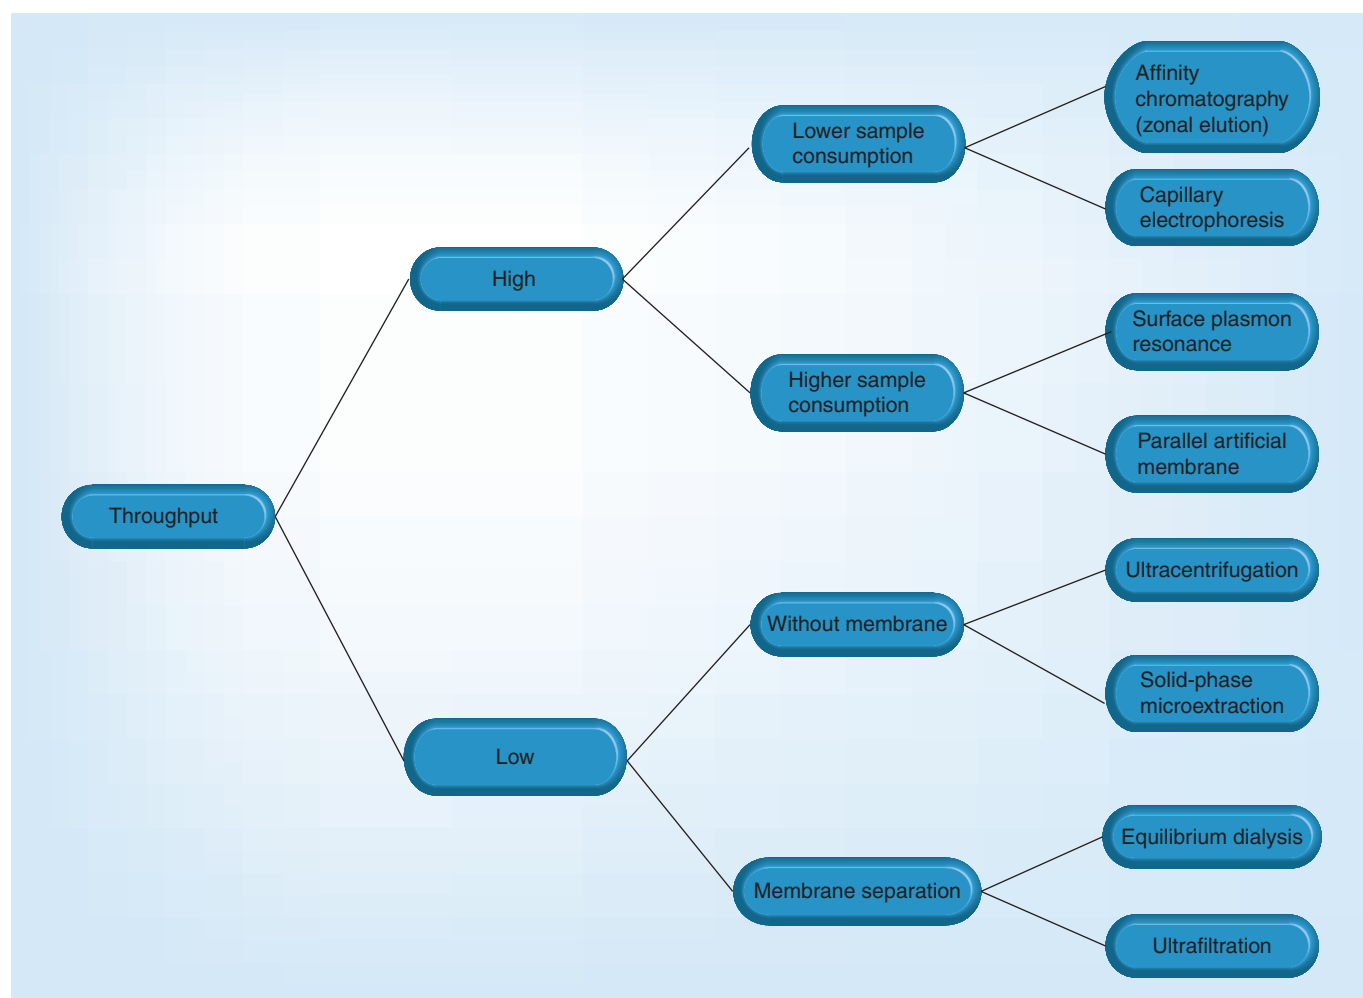 Affinity
chromatography
(zonal elution)
Lower sample
consumption
Capillary
electrophoresis
High
Surface plasmon
resonance
Higher sample
consumption
Parallel artificial
membrane
Throughput
Ultracentrifugation
Without membrane
Solid-phase
microextraction
Low
Equilibrium dialysis
Membrane separation
Ultrafiltration